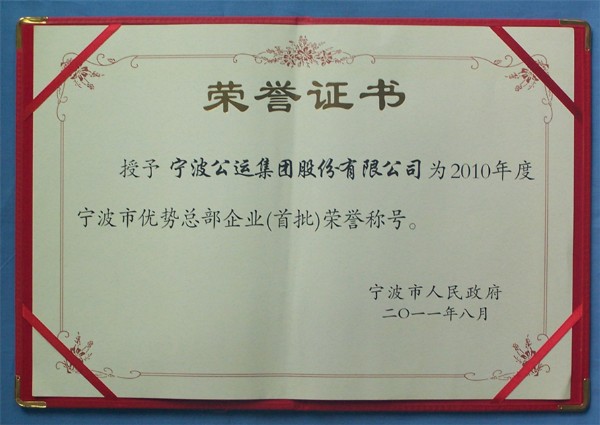 荣誉证书
授予 宁波公运集团股份有限公司 为2010年度
宁波市优势总部企业(首批)荣誉称号。
宁波市人民政府
二〇一一年八月